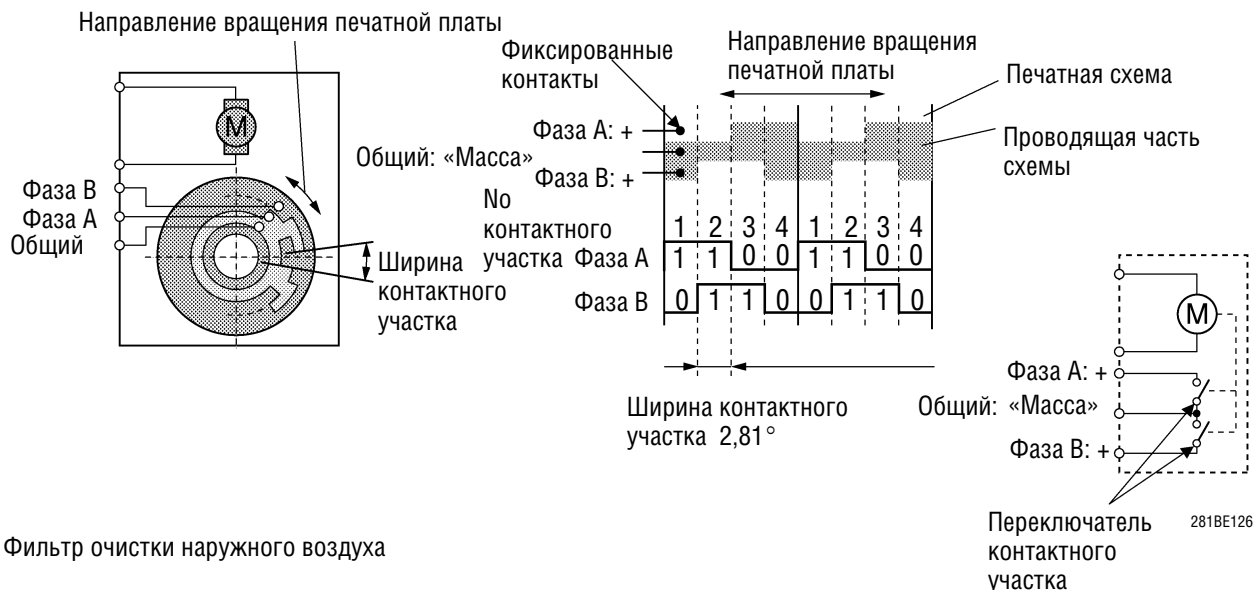 Направление вращения печатной платы
M
Фаза B
Фаза A
Общий
Ширина
контактного
участка
Фиксированные
контакты
Направление вращения
печатной платы
Печатная схема
Проводящая часть
схемы
Фаза A: +
Общий: «Масса»
Фаза B: +
No
контактного
участка
1 2 3 4 1 2 3 4
Фаза A 1 1 0 0 1 1 0 0
Фаза B 0 1 1 0 0 1 1 0
Ширина контактного
участка 2,81°
M
Фаза A: +
Общий: «Масса»
Фаза B: +
Переключатель
контактного
участка
281BE126
Фильтр очистки наружного воздуха